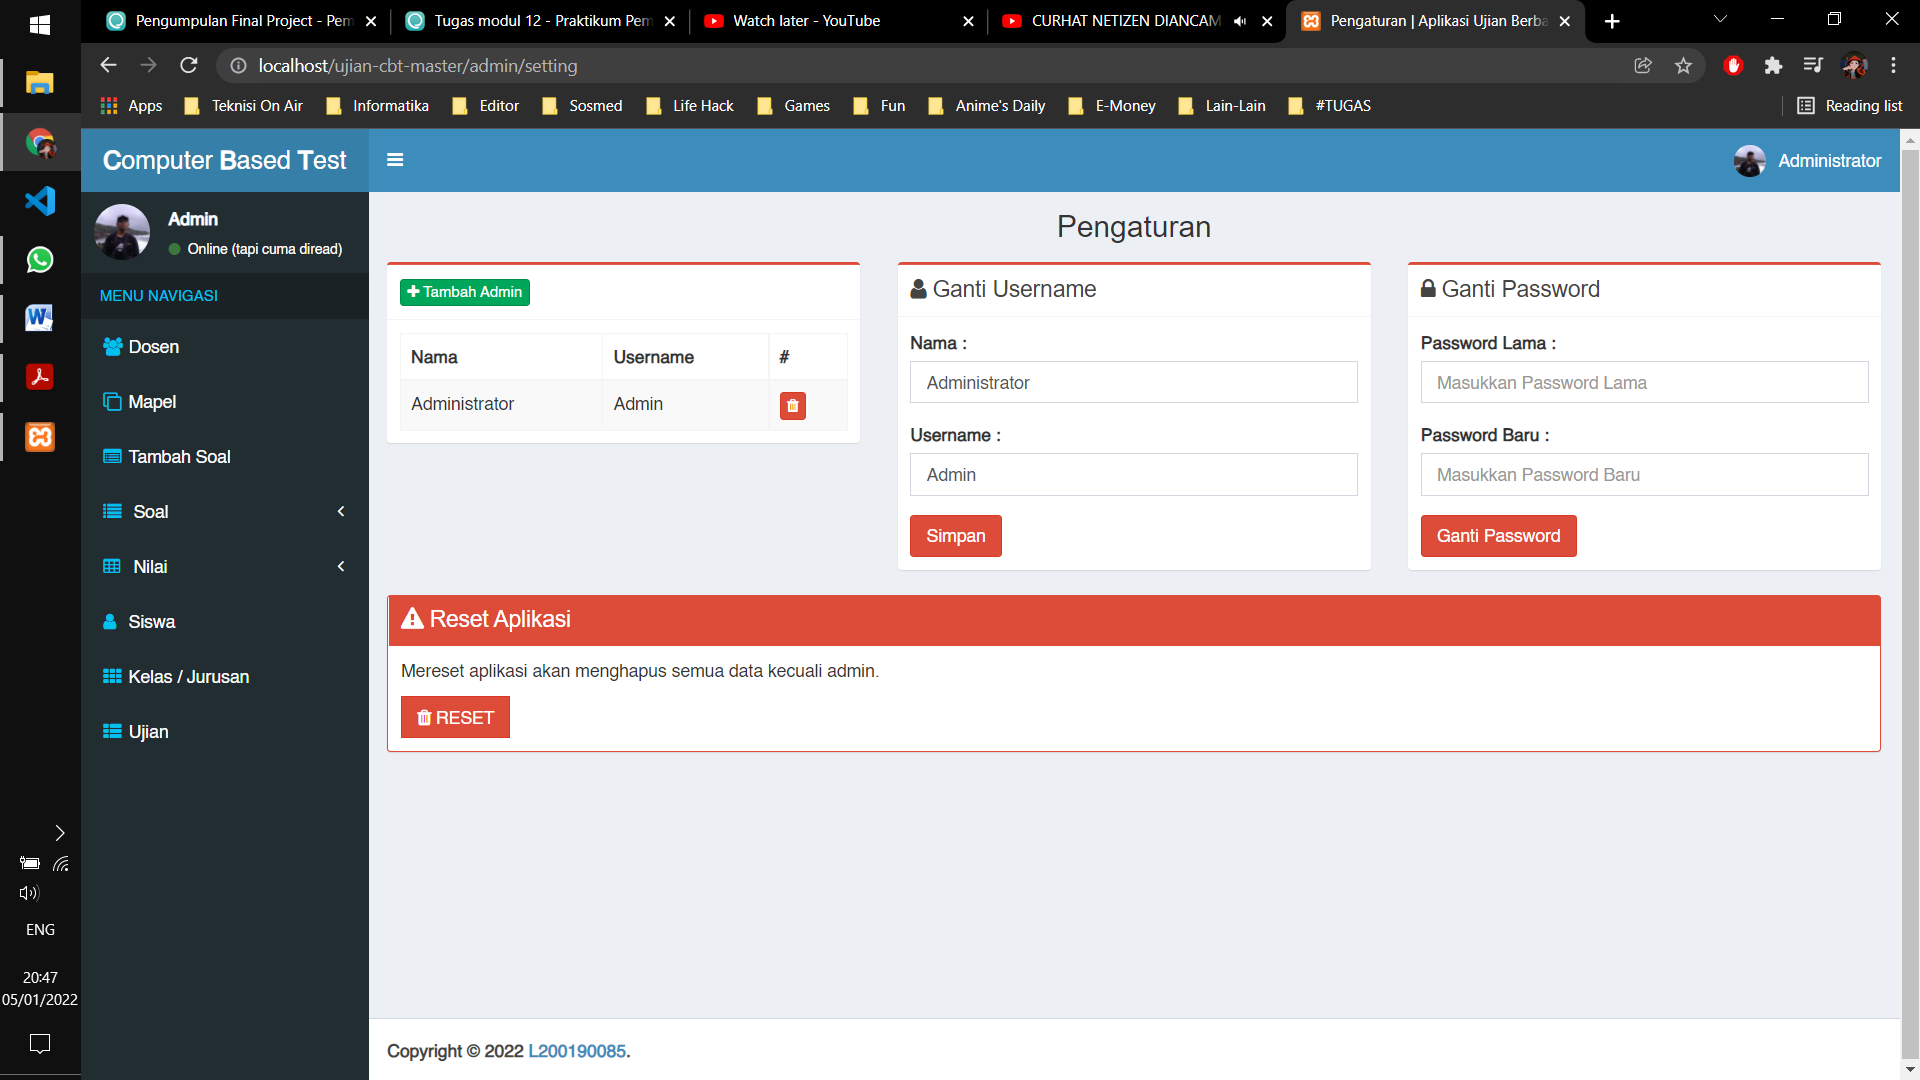 Pengumpulan Final Project - Pem
Tugas modul 12 - Praktikum Pem
Watch later - YouTube
CURHAT NETIZEN DIANCAM
Pengaturan | Aplikasi Ujian Berba
localhost/ujian-cbt-master/admin/setting
Apps
Teknisi On Air
Informatika
Editor
Sosmed
Life Hack
Games
Fun
Anime's Daily
E-Money
Lain-Lain
#TUGAS
Reading list
Computer Based Test
Administrator
Admin
Online (tapi cuma diread)
MENU NAVIGASI
Dosen
Mapel
Tambah Soal
Soal
Nilai
Siswa
Kelas / Jurusan
Ujian
Pengaturan
Tambah Admin
Nama Username #
Administrator Admin
Ganti Username
Nama :
Administrator
Username :
Admin
Simpan
Ganti Password
Password Lama :
Masukkan Password Lama
Password Baru :
Masukkan Password Baru
Ganti Password
Reset Aplikasi
Mereset aplikasi akan menghapus semua data kecuali admin.
RESET
Copyright © 2022 L200190085.
ENG
20:47
05/01/2022